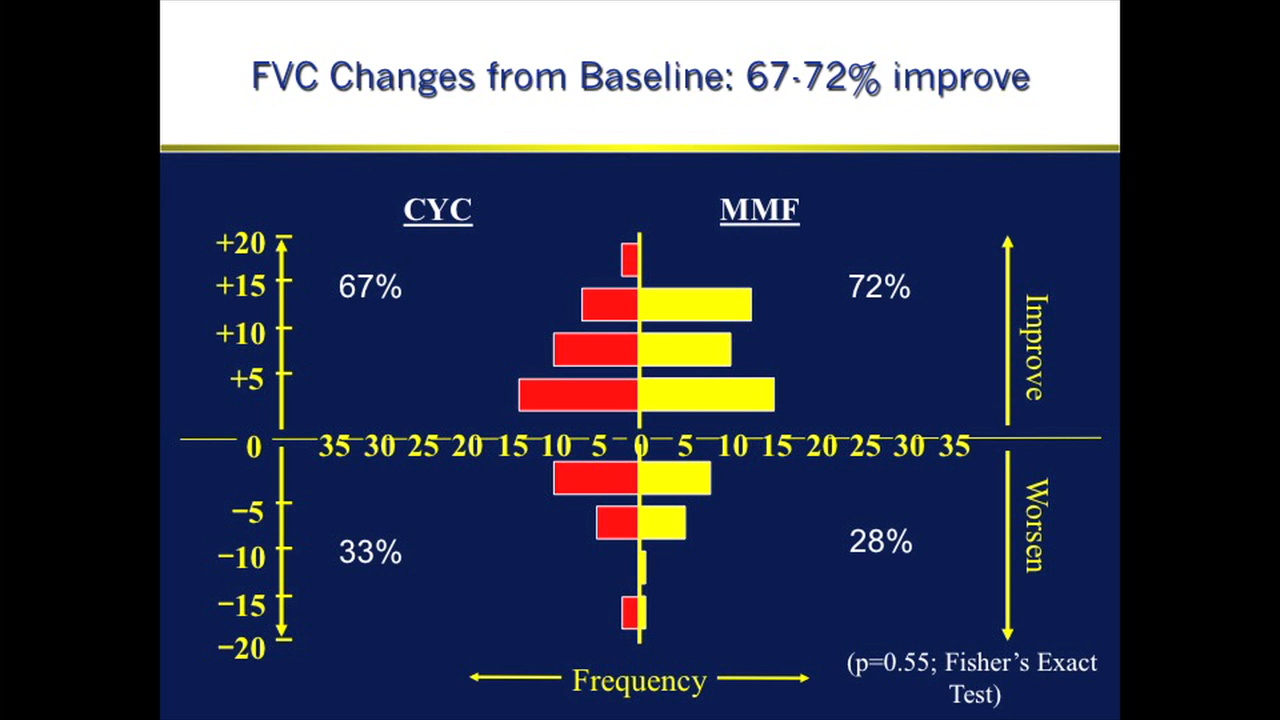 FVC Changes from Baseline: 67-72% improve
CYC
MMF
+20
+15
+10
+5
0
−5
−10
−15
−20
67%
72%
Improve
35 30 25 20 15 10 5 0 5 10 15 20 25 30 35
33%
28%
Worsen
Frequency
(p=0.55; Fisher’s Exact
Test)